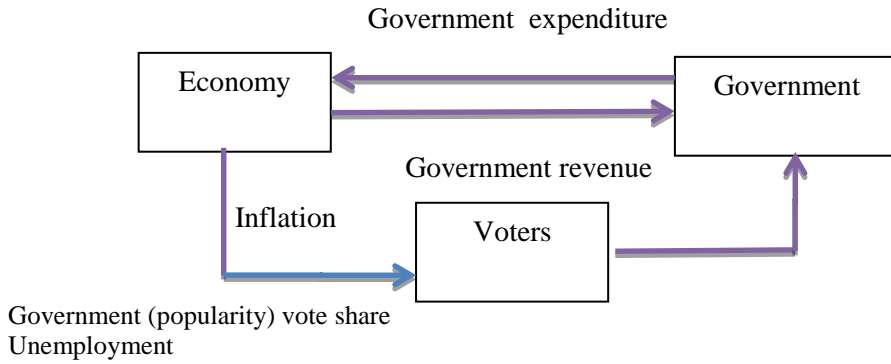 Government expenditure
Economy
Government
Government revenue
Inflation
Voters
Government (popularity) vote share
Unemployment